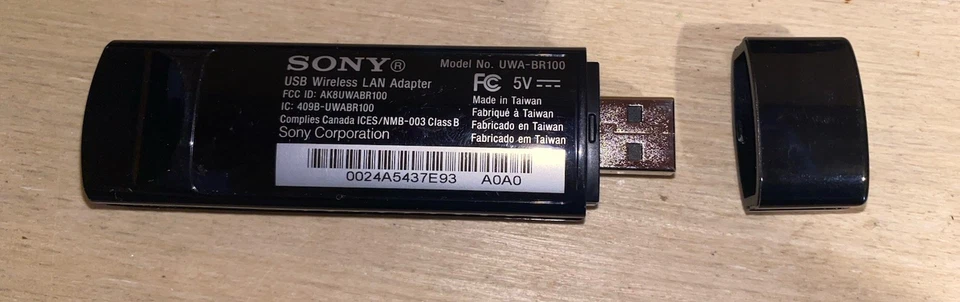 SONY® Model No. UWA-BR100
USB Wireless LAN Adapter FC 5V
FCC ID: AK8UWABR100
IC: 409B-UWABR100
Complies Canada ICES/NMB-003 Class B
Sony Corporation
Made in Taiwan
Fabriqué à Taiwan
Fabricado en Taiwan
Fabricado em Taiwan
0024A5437E93 A0A0